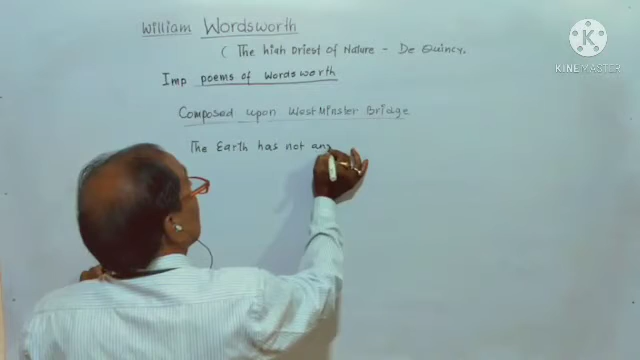 William Wordsworth
( The high Priest of Nature - De Quincy.
Imp poems of Wordsworth
Composed upon WestMinster Bridge
The Earth has not any
KINEMASTER